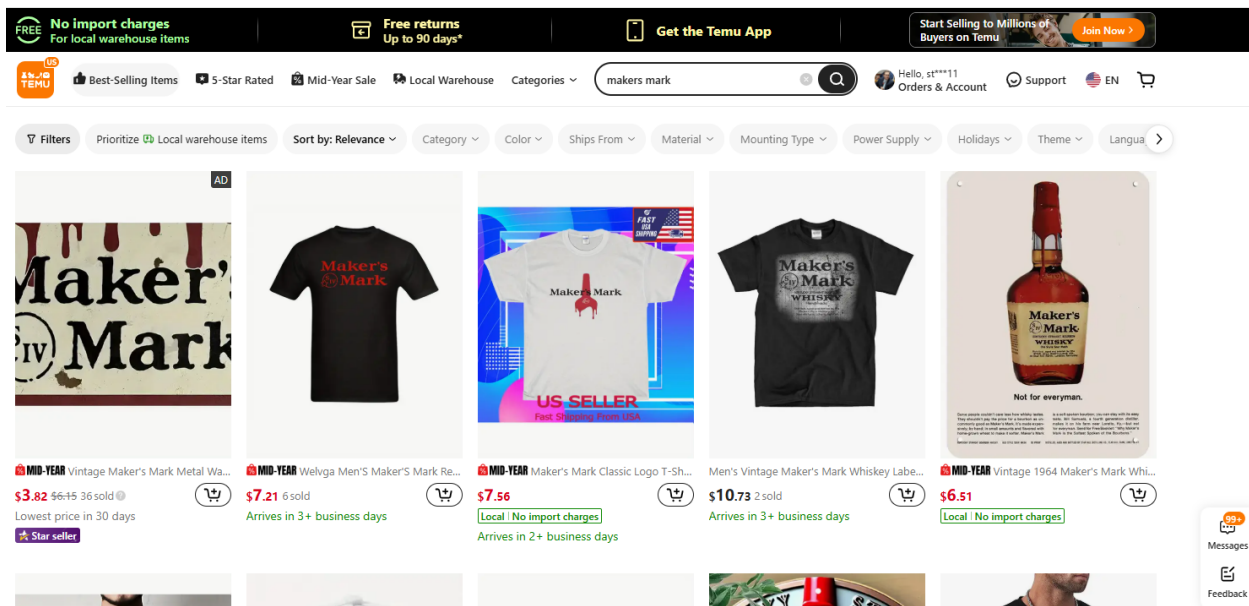 FREE
No import charges
For local warehouse items
Free returns
Up to 90 days*
Get the Temu App
Start Selling to Millions of
Buyers on Temu
Join Now >
TEMU
US
Best-Selling Items
5-Star Rated
Mid-Year Sale
Local Warehouse
Categories
makers mark
Hello, st***11
Orders & Account
Support
EN
Filters
Prioritize Local warehouse items
Sort by: Relevance
Category
Color
Ships From
Material
Mounting Type
Power Supply
Holidays
Theme
Langua
AD
Maker's
SIV Mark
Maker's
Mark
FAST
USA
SHIPPING
Maker's Mark
US SELLER
Fast Shipping From USA
Maker's
Mark
WHISKY
Maker's
Mark
WHISKY
Not for everyman.
MID-YEAR Vintage Maker's Mark Metal Wa...
$3.82 $6.15 36 sold
Lowest price in 30 days
Star seller
MID-YEAR Welvga Men'S Maker'S Mark Re...
$7.21 6 sold
Arrives in 3+ business days
MID-YEAR Maker's Mark Classic Logo T-Sh...
$7.56
Local | No import charges
Arrives in 2+ business days
Men's Vintage Maker's Mark Whiskey Labe...
$10.73 2 sold
Arrives in 3+ business days
MID-YEAR Vintage 1964 Maker's Mark Whi...
$6.51
Local | No import charges
99+
Messages
Feedback